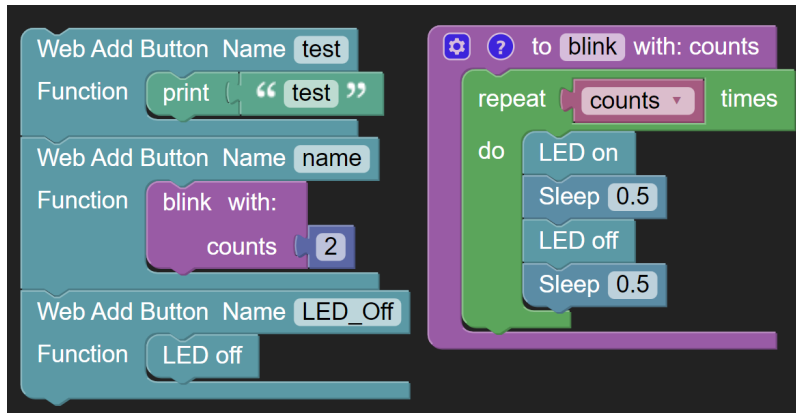 Web Add Button Name test
Function print “ test ”
Web Add Button Name name
Function blink with:
counts 2
Web Add Button Name LED_Off
Function LED off
? to blink with: counts
repeat counts ▾ times
do LED on
Sleep 0.5
LED off
Sleep 0.5